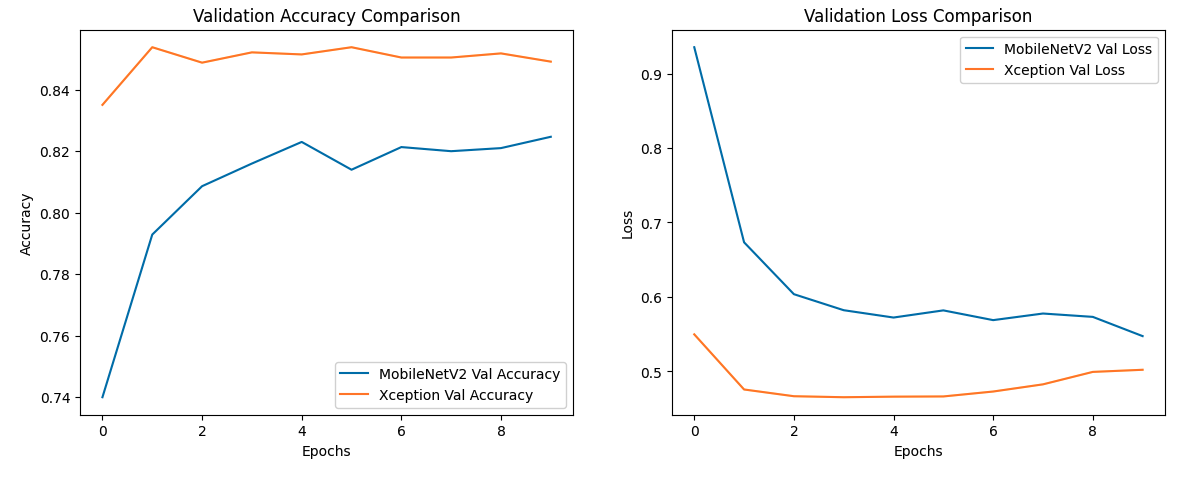 Validation Accuracy Comparison
Accuracy
0.84
0.82
0.80
0.78
0.76
0.74
0 2 4 6 8
Epochs
MobileNetV2 Val Accuracy
Xception Val Accuracy
Validation Loss Comparison
Loss
0.9
0.8
0.7
0.6
0.5
0 2 4 6 8
Epochs
MobileNetV2 Val Loss
Xception Val Loss